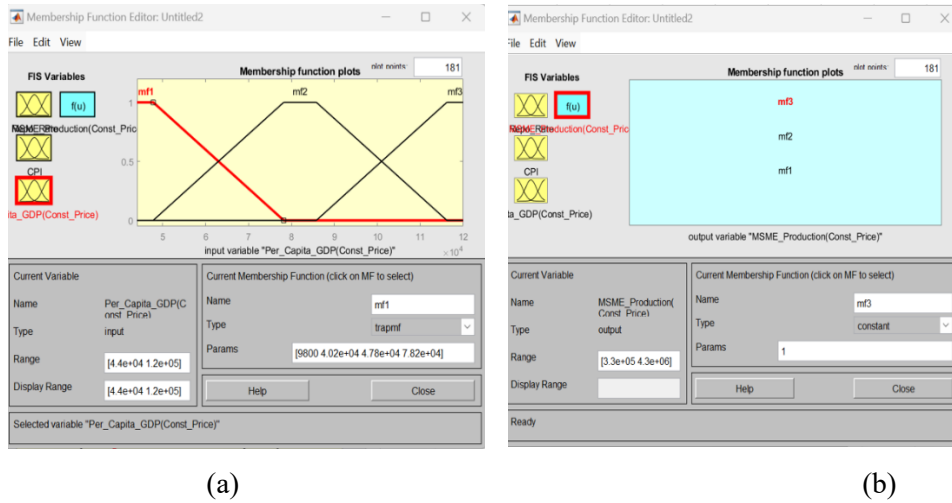 Membership Function Editor: Untitled2
File Edit View
FIS Variables
Membership function plots
plot points:
181
f(u)
CPI
ta_GDP(Const_Price)
mf1
mf2
mf3
1
0.5
0
5 6 7 8 9 10 11 12
× 10⁴
input variable "Per_Capita_GDP(Const_Price)"
Current Variable
Name
Per_Capita_GDP(C
onst_Price)
Type
input
Range
[4.4e+04 1.2e+05]
Display Range
[4.4e+04 1.2e+05]
Current Membership Function (click on MF to select)
Name
mf1
Type
trapmf
Params
[9800 4.02e+04 4.78e+04 7.82e+04]
Help
Close
Selected variable "Per_Capita_GDP(Const_Price)"
(a)
Membership Function Editor: Untitled2
File Edit View
FIS Variables
Membership function plots
plot points:
181
f(u)
CPI
ta_GDP(Const_Price)
mf3
mf2
mf1
output variable "MSME_Production(Const_Price)"
Current Variable
Name
MSME_Production(
Const_Price)
Type
output
Range
[3.3e+05 4.3e+06]
Display Range
Current Membership Function (click on MF to select)
Name
mf3
Type
constant
Params
1
Help
Close
Ready
(b)